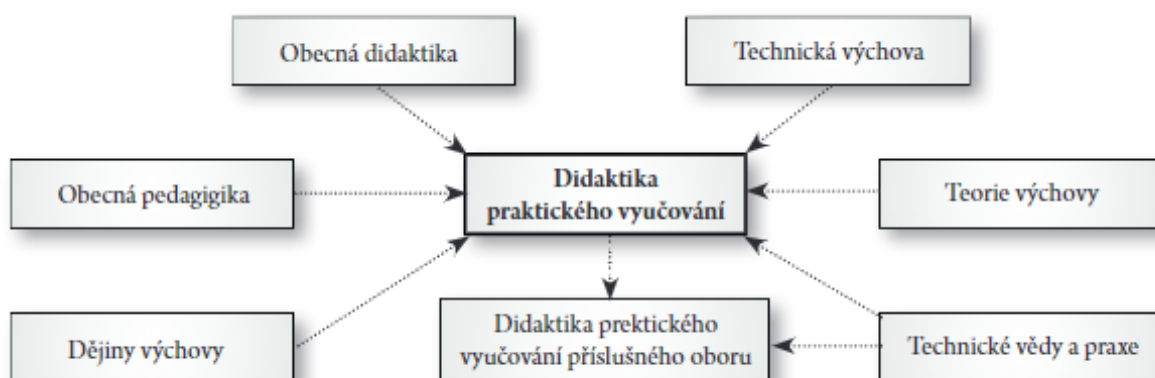 Obecná didaktika
Technická výchova
Obecná pedagigika
Didaktika
praktického vyučování
Teorie výchovy
Dějiny výchovy
Didaktika prektického
vyučování příslušného oboru
Technické vědy a praxe